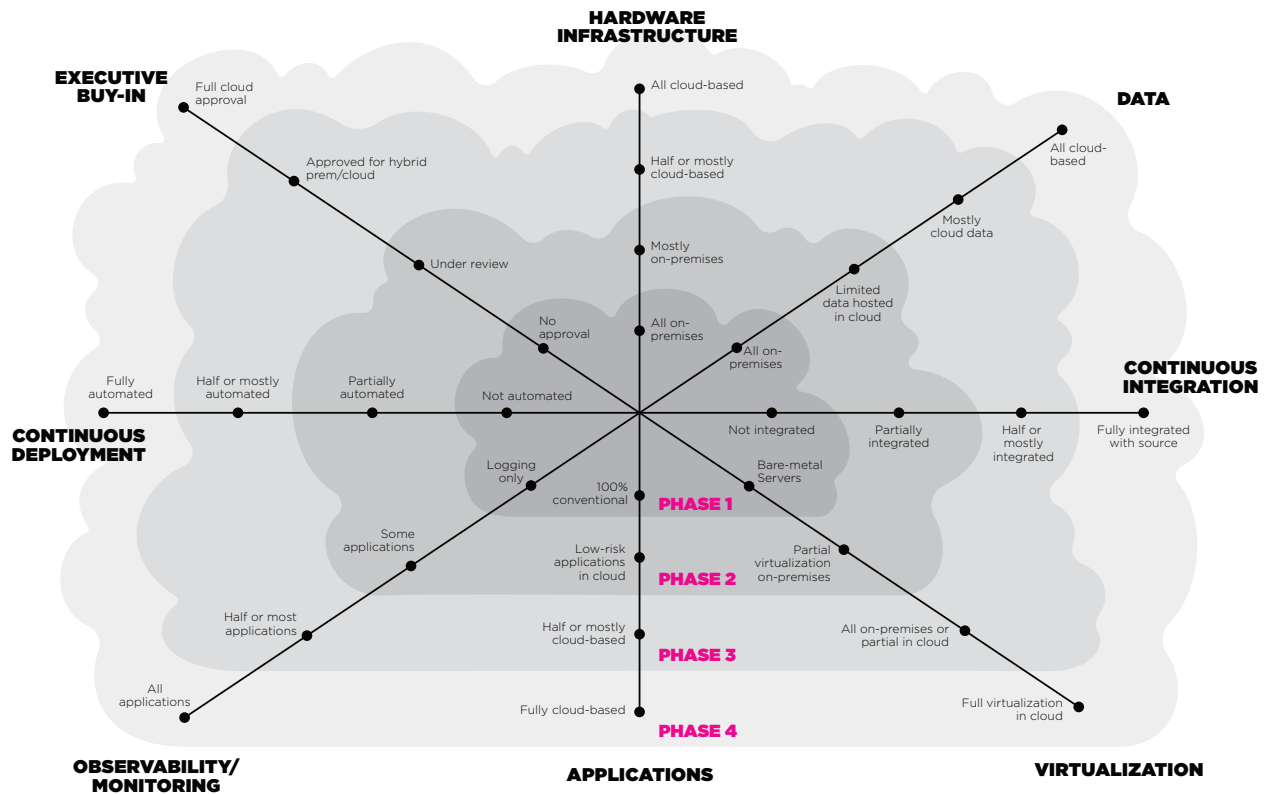 HARDWARE
INFRASTRUCTURE
EXECUTIVE
BUY-IN
Full cloud
approval
All cloud-based
DATA
All cloud-
based
Approved for hybrid
prem/cloud
Half or mostly
cloud-based
Mostly
cloud data
Under review
Mostly
on-premises
Limited
data hosted
in cloud
No
approval
All on-
premises
All on-
premises
Fully
automated
Half or mostly
automated
Partially
automated
Not automated
CONTINUOUS
INTEGRATION
CONTINUOUS
DEPLOYMENT
Not integrated
Partially
integrated
Half or
mostly
integrated
Fully integrated
with source
Logging
only
100%
conventional
PHASE 1
Bare-metal
Servers
Some
applications
Low-risk
applications
in cloud
PHASE 2
Partial
virtualization
on-premises
Half or most
applications
Half or mostly
cloud-based
PHASE 3
All on-premises or
partial in cloud
All
applications
Fully cloud-based
PHASE 4
Full virtualization
in cloud
OBSERVABILITY/
MONITORING
APPLICATIONS
VIRTUALIZATION